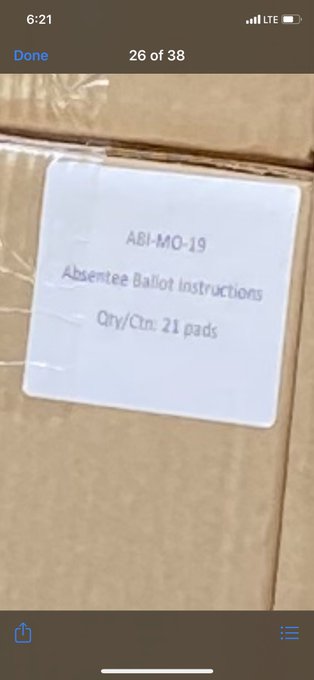 6:21
LTE
Done
26 of 38
ABI-MO-19
Absentee Ballot Instructions
Qty/Ctn: 21 pads